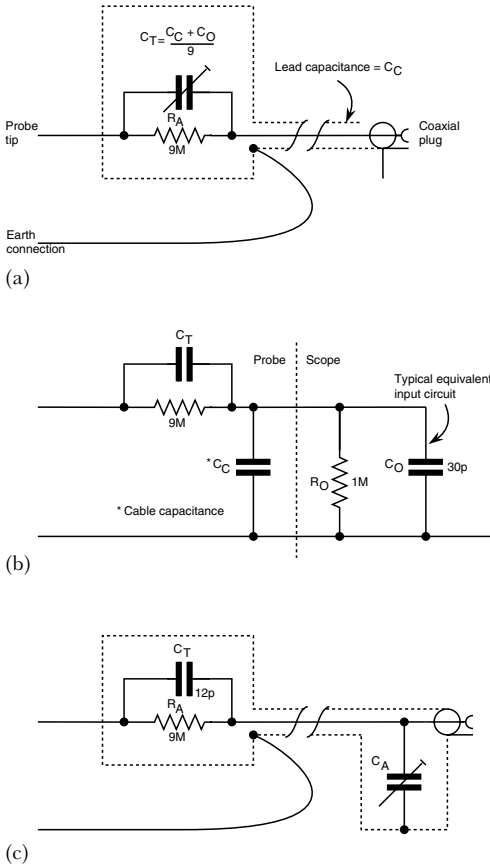 C_T = C_C + C_O / 9
Lead capacitance = C_C
R_A
9M
Probe tip
Coaxial plug
Earth connection
(a)
C_T
Probe
Scope
Typical equivalent input circuit
9M
* C_C
R_O
1M
C_O
30p
* Cable capacitance
(b)
C_T
12p
R_A
9M
C_A
(c)